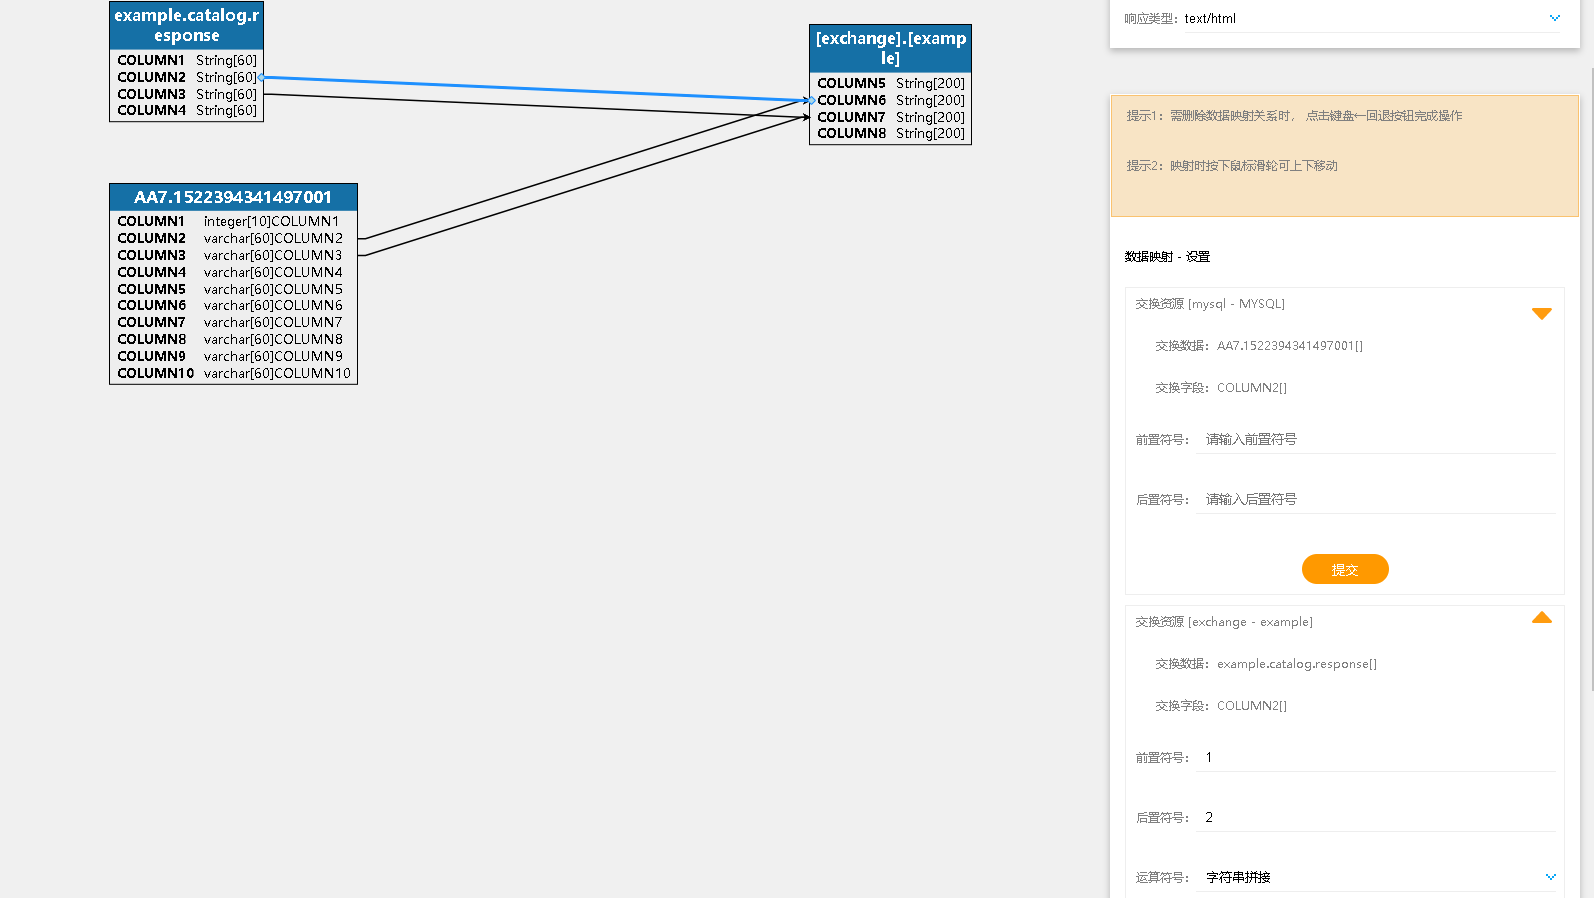 example.catalog.r
esponse
COLUMN1 String[60]
COLUMN2 String[60]
COLUMN3 String[60]
COLUMN4 String[60]
[exchange].[examp
le]
COLUMN5 String[200]
COLUMN6 String[200]
COLUMN7 String[200]
COLUMN8 String[200]
AA7.1522394341497001
COLUMN1 integer[10]COLUMN1
COLUMN2 varchar[60]COLUMN2
COLUMN3 varchar[60]COLUMN3
COLUMN4 varchar[60]COLUMN4
COLUMN5 varchar[60]COLUMN5
COLUMN6 varchar[60]COLUMN6
COLUMN7 varchar[60]COLUMN7
COLUMN8 varchar[60]COLUMN8
COLUMN9 varchar[60]COLUMN9
COLUMN10 varchar[60]COLUMN10
响应类型： text/html
提示1：需删除数据映射关系时， 点击键盘←回退按钮完成操作
提示2：映射时按下鼠标滑轮可上下移动
数据映射 - 设置
交换资源 [mysql - MYSQL]
交换数据：AA7.1522394341497001[]
交换字段：COLUMN2[]
前置符号： 请输入前置符号
后置符号： 请输入后置符号
提交
交换资源 [exchange - example]
交换数据：example.catalog.response[]
交换字段：COLUMN2[]
前置符号： 1
后置符号： 2
运算符号： 字符串拼接